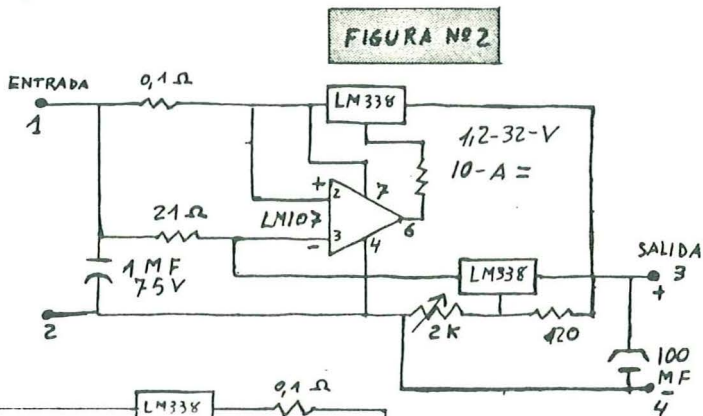 FIGURA Nº2
ENTRADA
1
0,1 Ω
LM338
1,2-32-V
10-A =
+
2
7
LM107
6
3
-
4
21 Ω
1 MF
75V
2
LM338
SALIDA
3
+
2K
120
100
MF
-
4
LM338
0,1 Ω